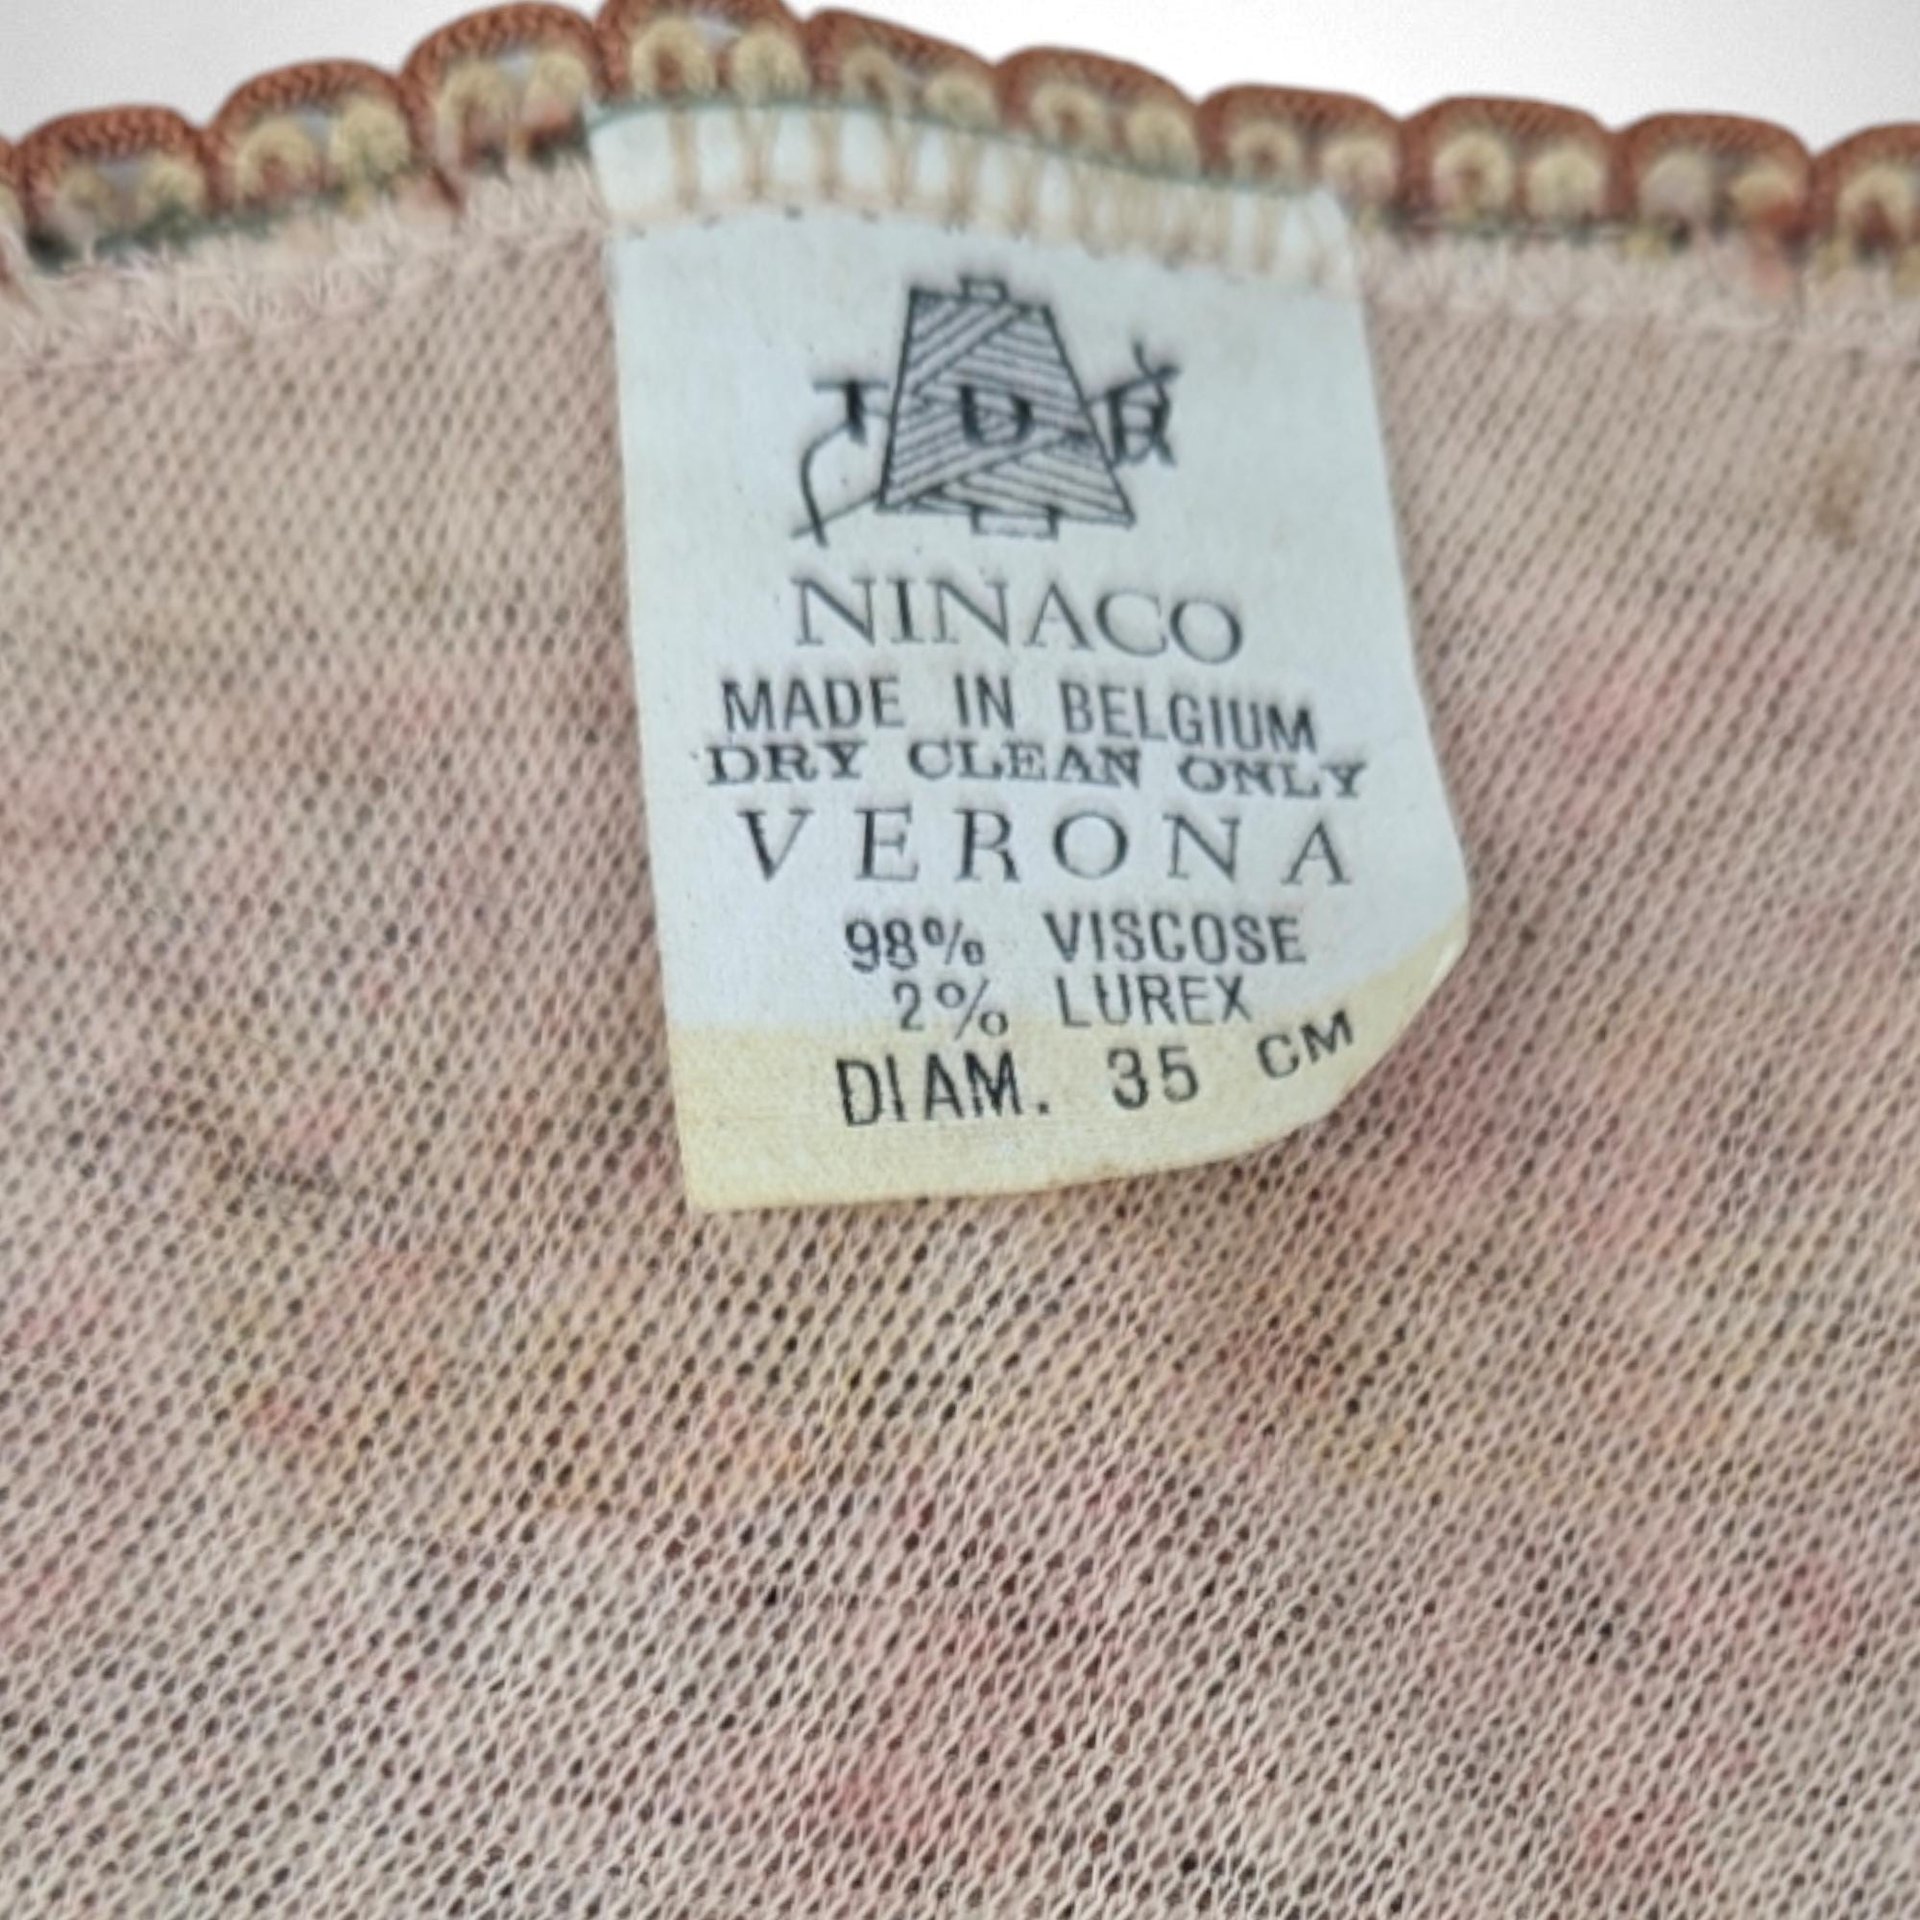 T D R
NINACO
MADE IN BELGIUM
DRY CLEAN ONLY
VERONA
98% VISCOSE
2% LUREX
DIAM. 35 CM